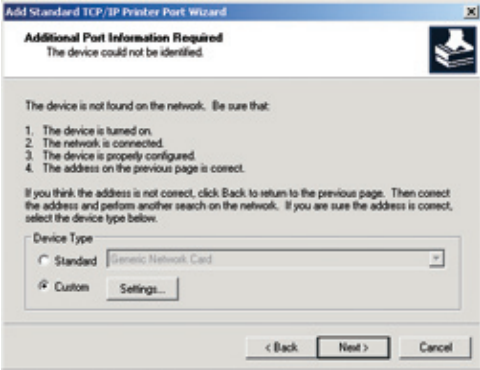 Add Standard TCP/IP Printer Port Wizard
Additional Port Information Required
The device could not be identified.
The device is not found on the network. Be sure that:
1. The device is turned on.
2. The network is connected.
3. The device is properly configured.
4. The address on the previous page is correct.
If you think the address is not correct, click Back to return to the previous page. Then correct
the address and perform another search on the network. If you are sure the address is correct,
select the device type below.
Device Type
Standard Generic Network Card
Custom Settings...
< Back Next > Cancel